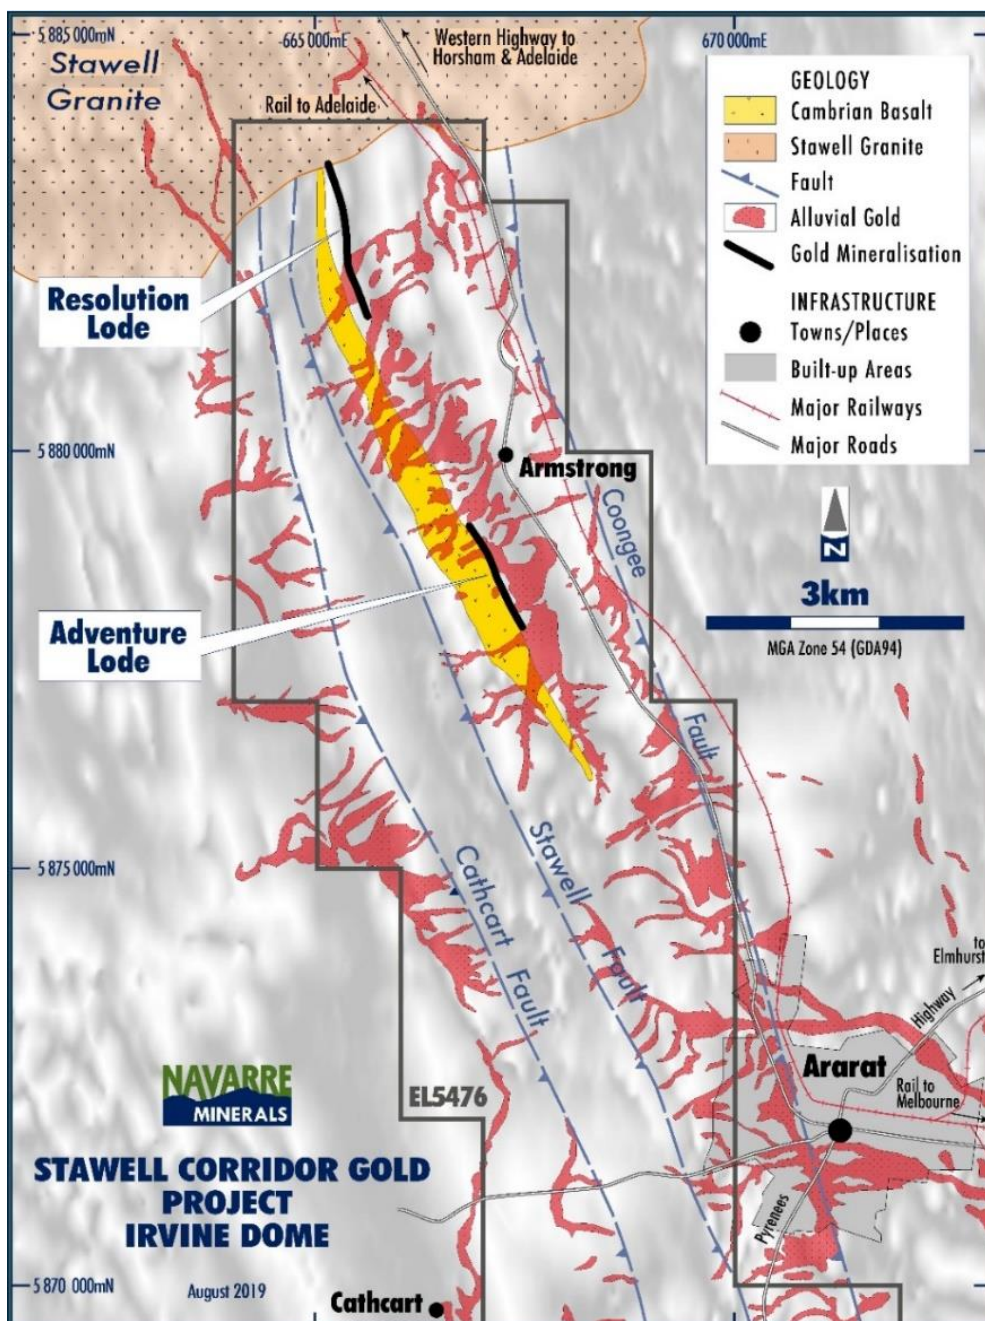 5 885 000mN
665 000mE
670 000mE
Western Highway to
Horsham & Adelaide
Rail to Adelaide
Stawell
Granite
GEOLOGY
Cambrian Basalt
Stawell Granite
Fault
Alluvial Gold
Gold Mineralisation
INFRASTRUCTURE
Towns/Places
Built-up Areas
Major Railways
Major Roads
Resolution
Lode
5 880 000mN
Armstrong
Coongee
Fault
N
3km
MGA Zone 54 (GDA94)
Adventure
Lode
Stawell
Fault
Cathcart
Fault
5 875 000mN
to
Elmhurst
Highway
Ararat
Rail to
Melbourne
Pyrenees
EL5476
NAVARRE
MINERALS
STAWELL CORRIDOR GOLD
PROJECT
IRVINE DOME
August 2019
5 870 000mN
Cathcart